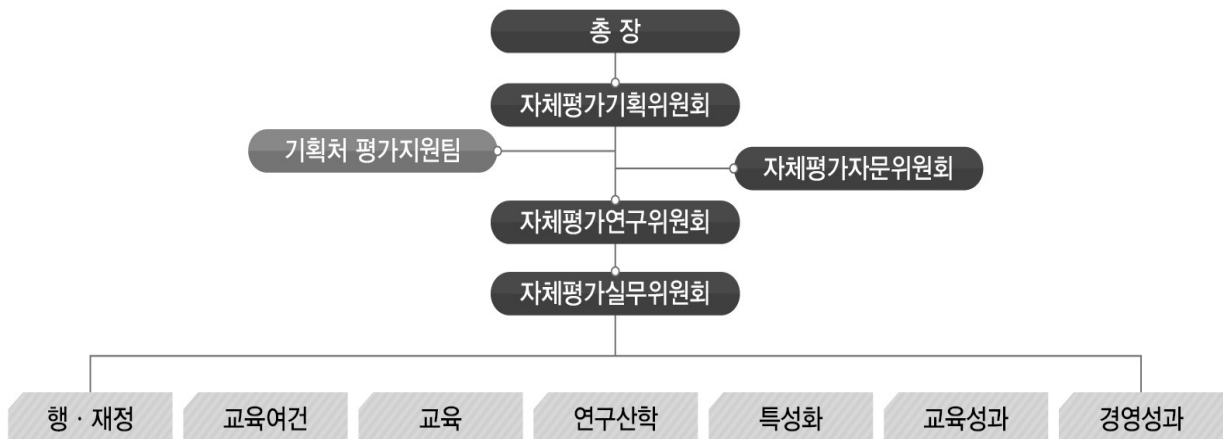 총 장
자체평가기획위원회
기획처 평가지원팀
자체평가자문위원회
자체평가연구위원회
자체평가실무위원회
행 · 재정
교육여건
교육
연구산학
특성화
교육성과
경영성과